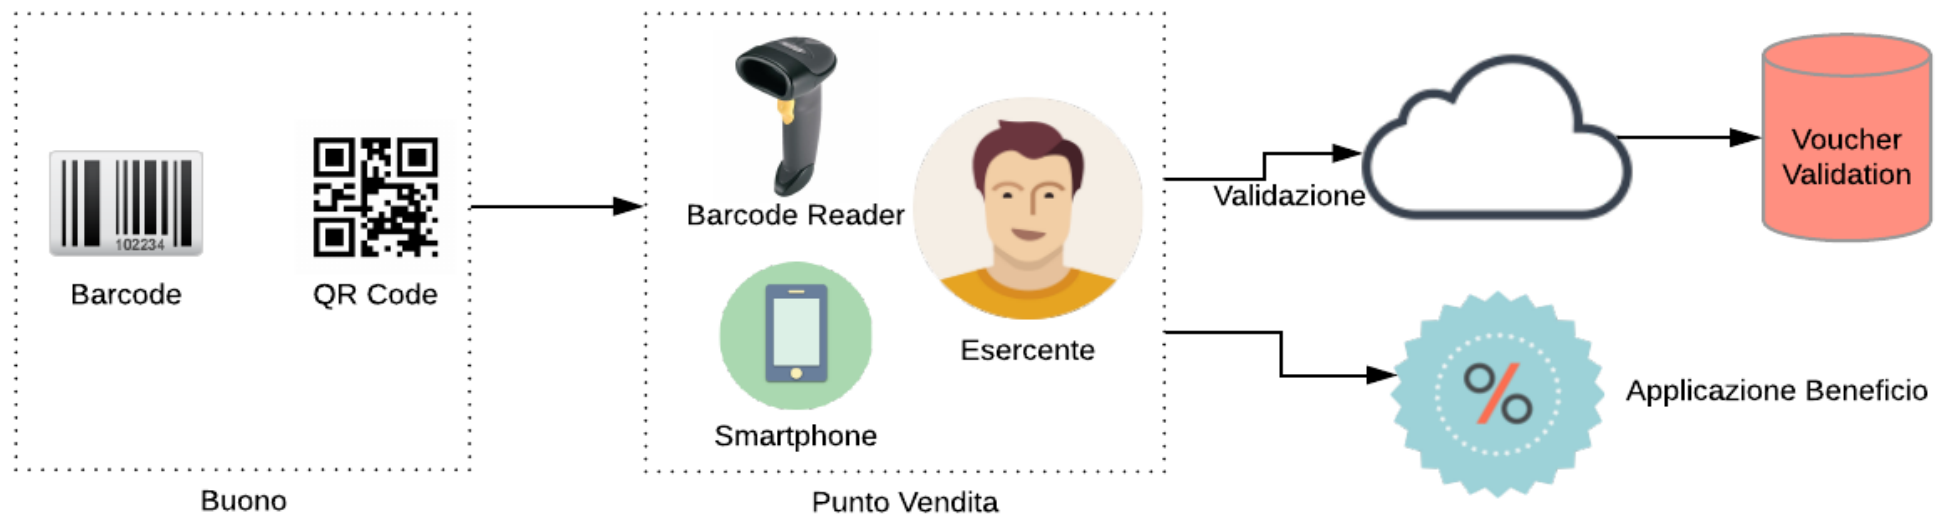 102234
Barcode
QR Code
Buono
Barcode Reader
Smartphone
Esercente
Punto Vendita
Validazione
Voucher
Validation
Applicazione Beneficio